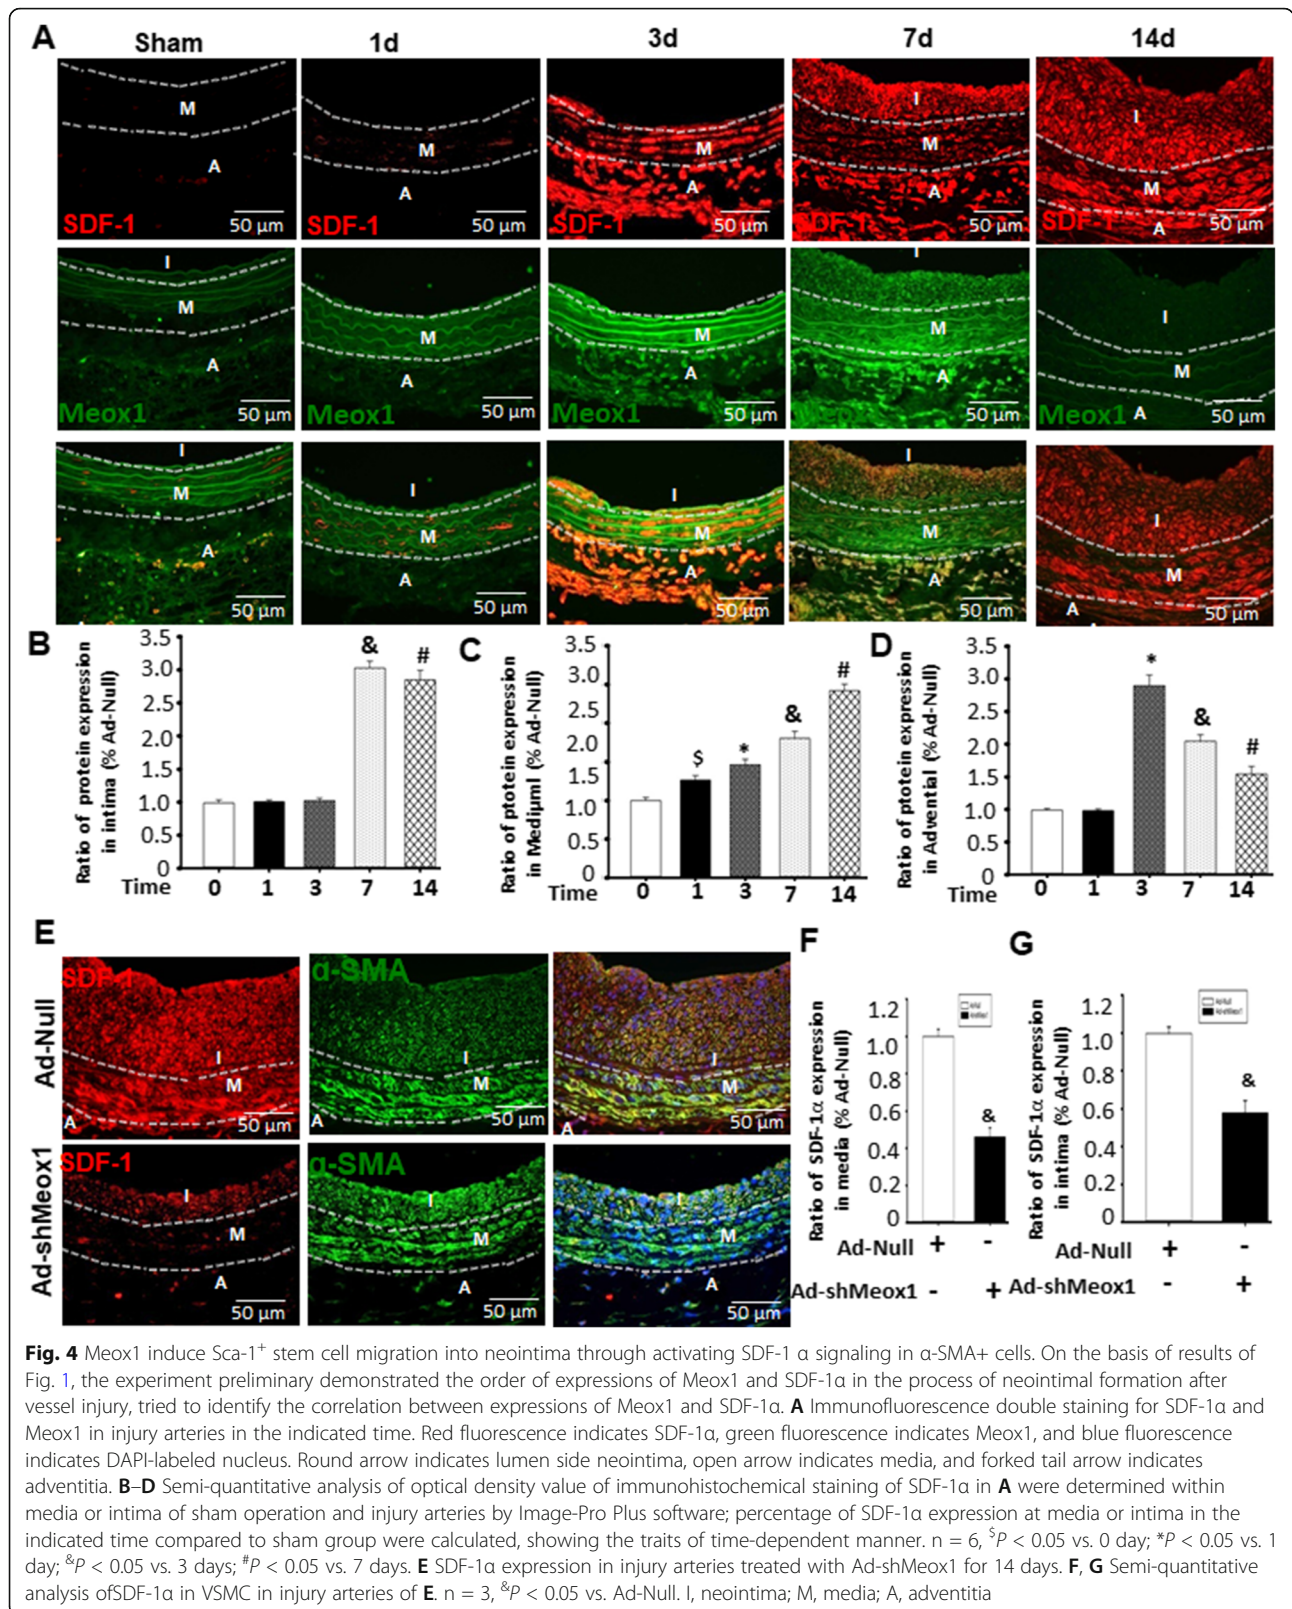 A
Sham 1d 3d 7d 14d
M M M I I
A A A M M
A A
SDF-1 SDF-1 SDF-1 SDF-1 SDF-1
50 µm 50 µm 50 µm 50 µm 50 µm
I I I
M M M M M
A A A A A
Meox1 Meox1 Meox1 Meox1
50 µm 50 µm 50 µm 50 µm 50 µm
I I I I I
M M M M
A A A A A
50 µm 50 µm 50 µm 50 µm 50 µm
B
Ratio of protein expression
in intima (% Ad-Null)
3.5
3.0
2.5
2.0
1.5
1.0
0.5
0
& #
Time 0 1 3 7 14
C
Ratio of ptotein expression
in Mediμml (% Ad-Null)
3.5
3.0
2.5
2.0
1.5
1.0
0.5
0
$ * & #
Time 0 1 3 7 14
D
Ratio of ptotein expression
in Advential (% Ad-Null)
3.5
3.0
2.5
2.0
1.5
1.0
0.5
0
* & #
Time 0 1 3 7 14
E
Ad-Null
SDF-1 α-SMA
I I I
M M M
A A A
50 µm 50 µm 50 µm
Ad-shMeox1
SDF-1 α-SMA
I I I
M M M
A A A
50 µm 50 µm 50 µm
F
Ratio of SDF-1α expression
in media (% Ad-Null)
1.2
1.0
0.8
0.6
0.4
0.2
0
&
Ad-Null + -
Ad-shMeox1 - +
G
Ratio of SDF-1α expression
in intima (% Ad-Null)
1.2
1.0
0.8
0.6
0.4
0.2
0
&
Ad-Null + -
Ad-shMeox1 - +
Fig. 4 Meox1 induce Sca-1+ stem cell migration into neointima through activating SDF-1 α signaling in α-SMA+ cells. On the basis of results of
Fig. 1, the experiment preliminary demonstrated the order of expressions of Meox1 and SDF-1α in the process of neointimal formation after
vessel injury, tried to identify the correlation between expressions of Meox1 and SDF-1α. A Immunofluorescence double staining for SDF-1α and
Meox1 in injury arteries in the indicated time. Red fluorescence indicates SDF-1α, green fluorescence indicates Meox1, and blue fluorescence
indicates DAPI-labeled nucleus. Round arrow indicates lumen side neointima, open arrow indicates media, and forked tail arrow indicates
adventitia. B–D Semi-quantitative analysis of optical density value of immunohistochemical staining of SDF-1α in A were determined within
media or intima of sham operation and injury arteries by Image-Pro Plus software; percentage of SDF-1α expression at media or intima in the
indicated time compared to sham group were calculated, showing the traits of time-dependent manner. n = 6, $P < 0.05 vs. 0 day; *P < 0.05 vs. 1
day; &P < 0.05 vs. 3 days; #P < 0.05 vs. 7 days. E SDF-1α expression in injury arteries treated with Ad-shMeox1 for 14 days. F, G Semi-quantitative
analysis ofSDF-1α in VSMC in injury arteries of E. n = 3, &P < 0.05 vs. Ad-Null. I, neointima; M, media; A, adventitia